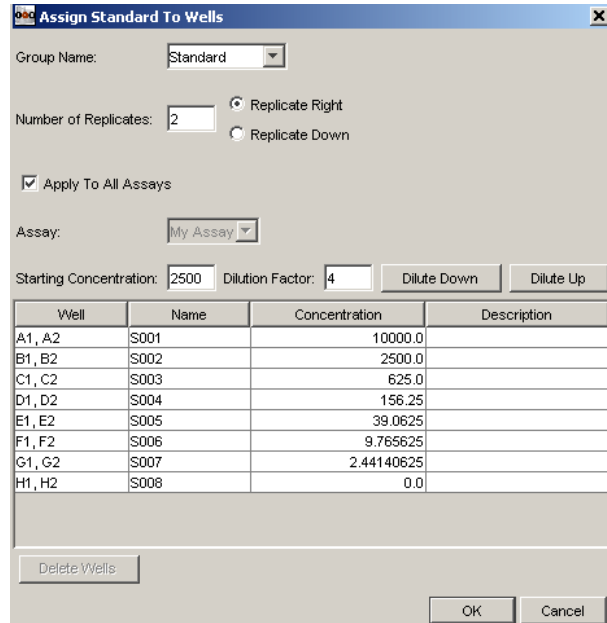 Assign Standard To Wells
Group Name: Standard
Replicate Right
Number of Replicates: 2
Replicate Down
Apply To All Assays
Assay: My Assay
Starting Concentration: 2500 Dilution Factor: 4 Dilute Down Dilute Up
Well Name Concentration Description
A1, A2 S001 10000.0
B1, B2 S002 2500.0
C1, C2 S003 625.0
D1, D2 S004 156.25
E1, E2 S005 39.0625
F1, F2 S006 9.765625
G1, G2 S007 2.44140625
H1, H2 S008 0.0
Delete Wells
OK Cancel